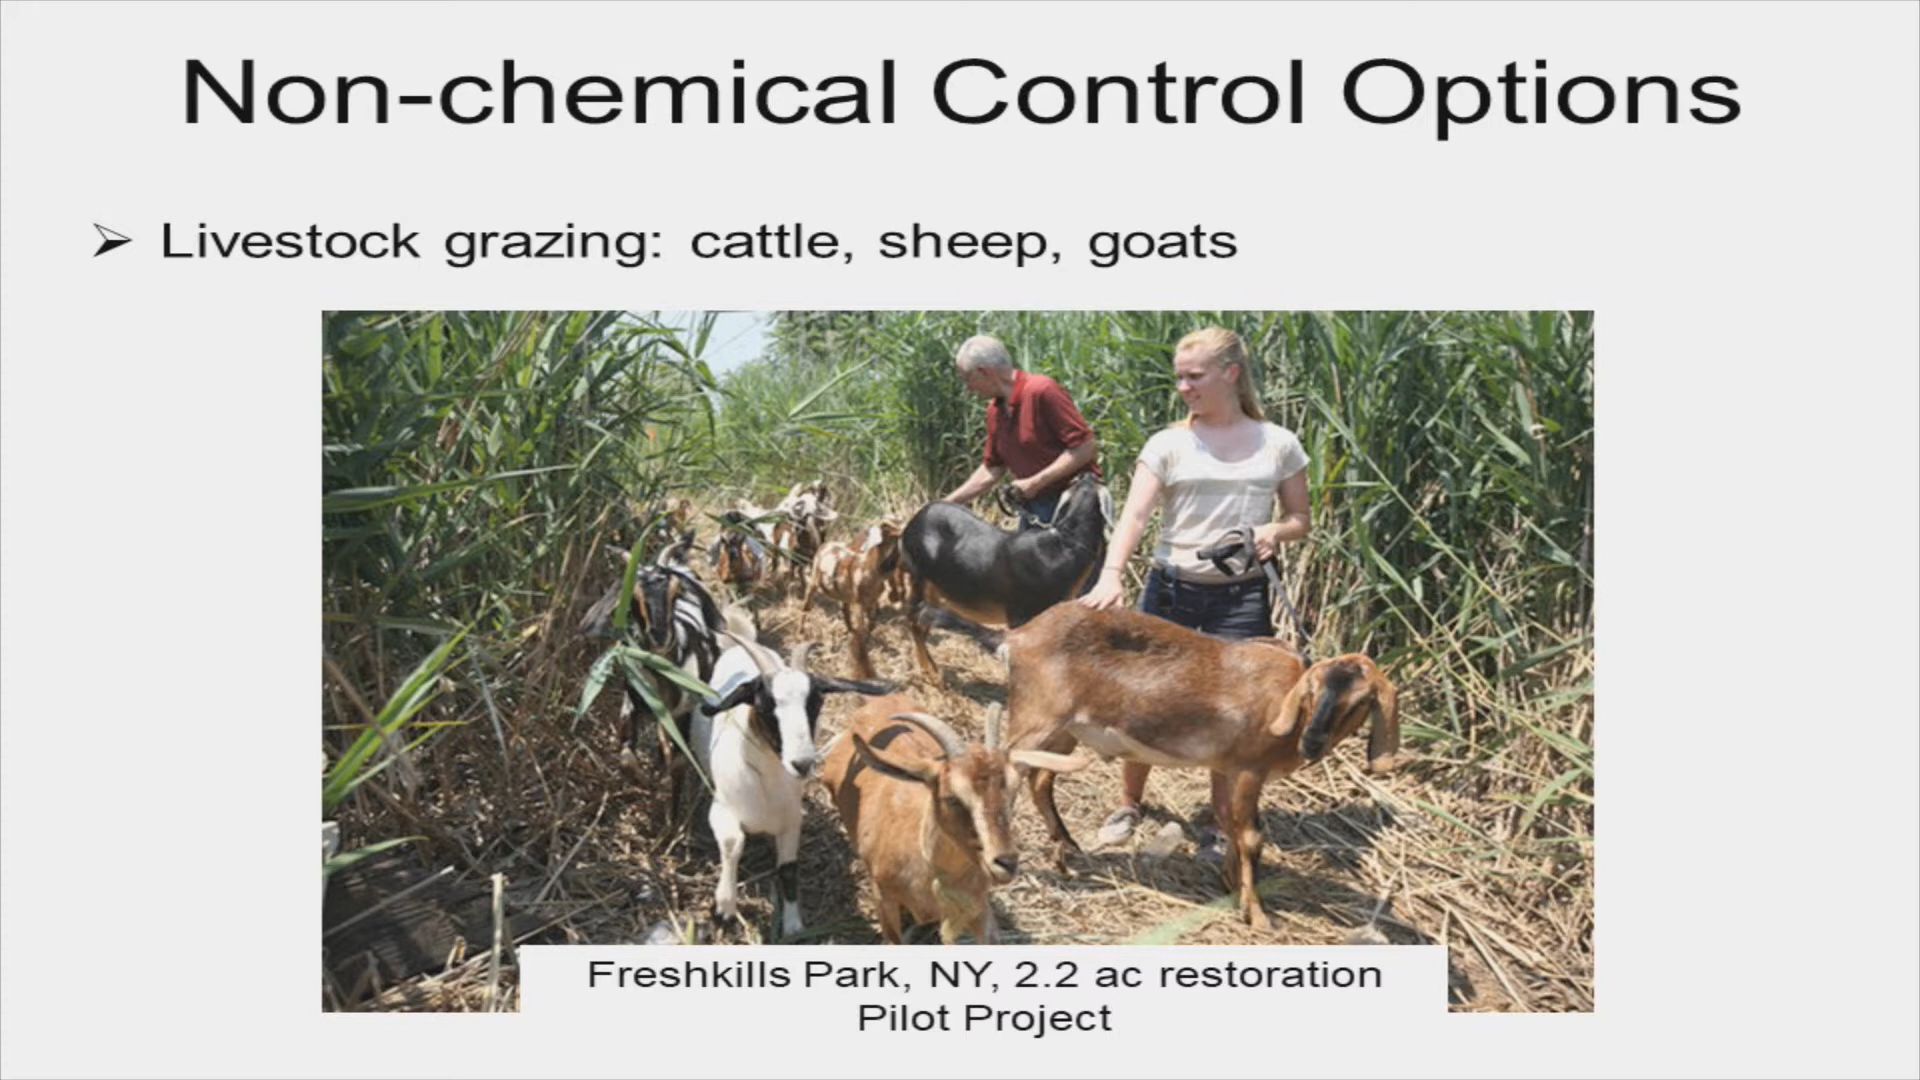 Non-chemical Control Options
➢ Livestock grazing: cattle, sheep, goats
Freshkills Park, NY, 2.2 ac restoration
Pilot Project